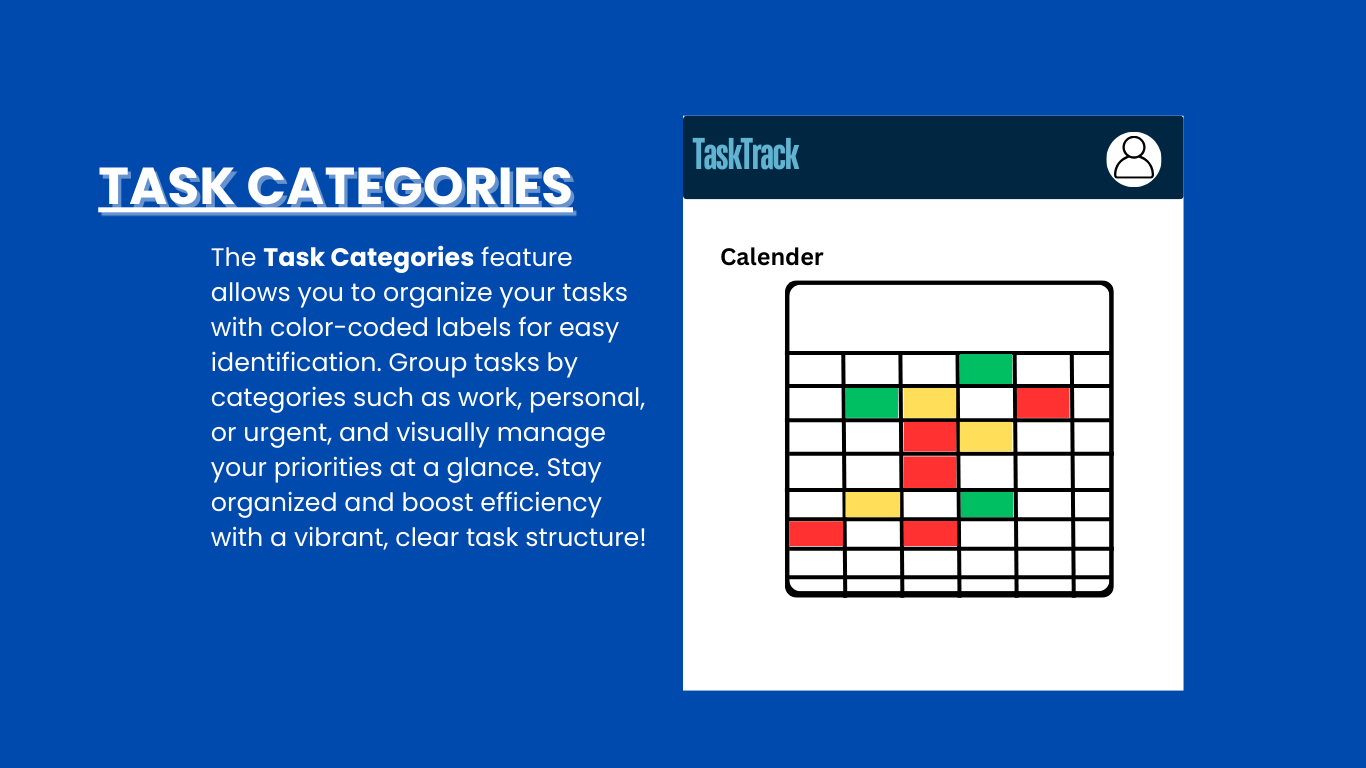 TASK CATEGORIES
The Task Categories feature
allows you to organize your tasks
with color-coded labels for easy
identification. Group tasks by
categories such as work, personal,
or urgent, and visually manage
your priorities at a glance. Stay
organized and boost efficiency
with a vibrant, clear task structure!
TaskTrack
Calender